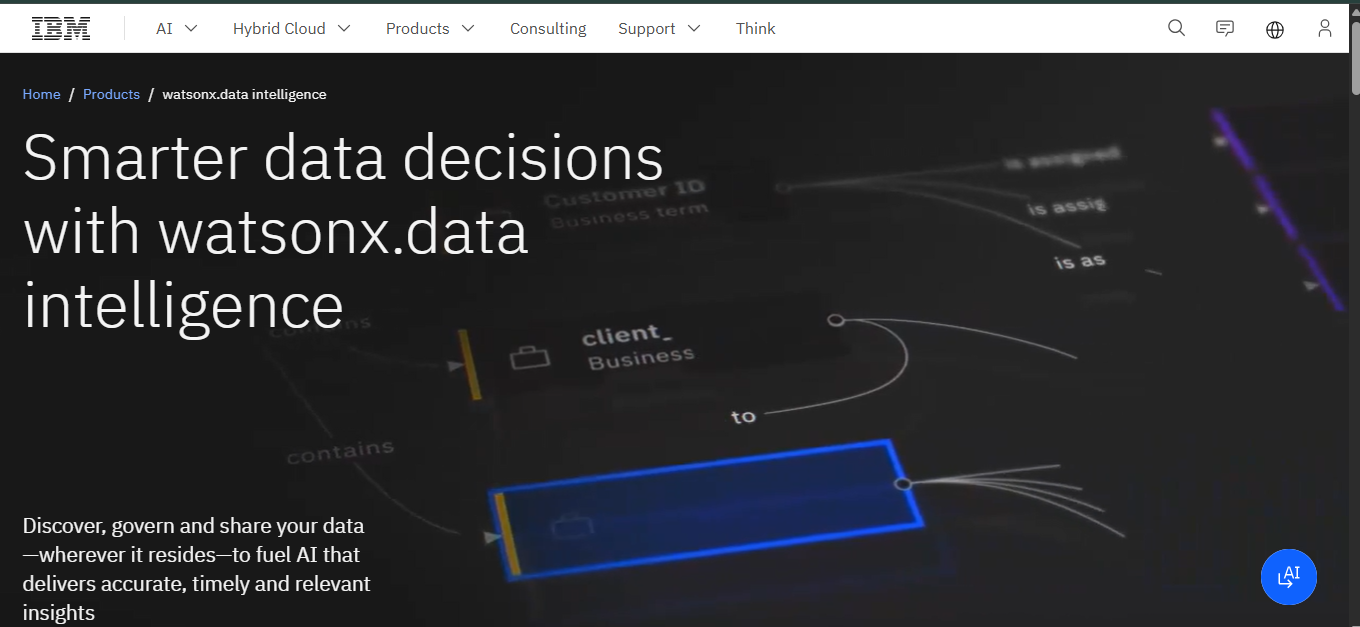 IBM
AI
Hybrid Cloud
Products
Consulting
Support
Think
Home / Products / watsonx.data intelligence
Smarter data decisions
with watsonx.data
intelligence
Customer ID
Business term
is assigned
is assig
is as
contains
client_
Business
to
contains
Discover, govern and share your data
—wherever it resides—to fuel AI that
delivers accurate, timely and relevant
insights
AI